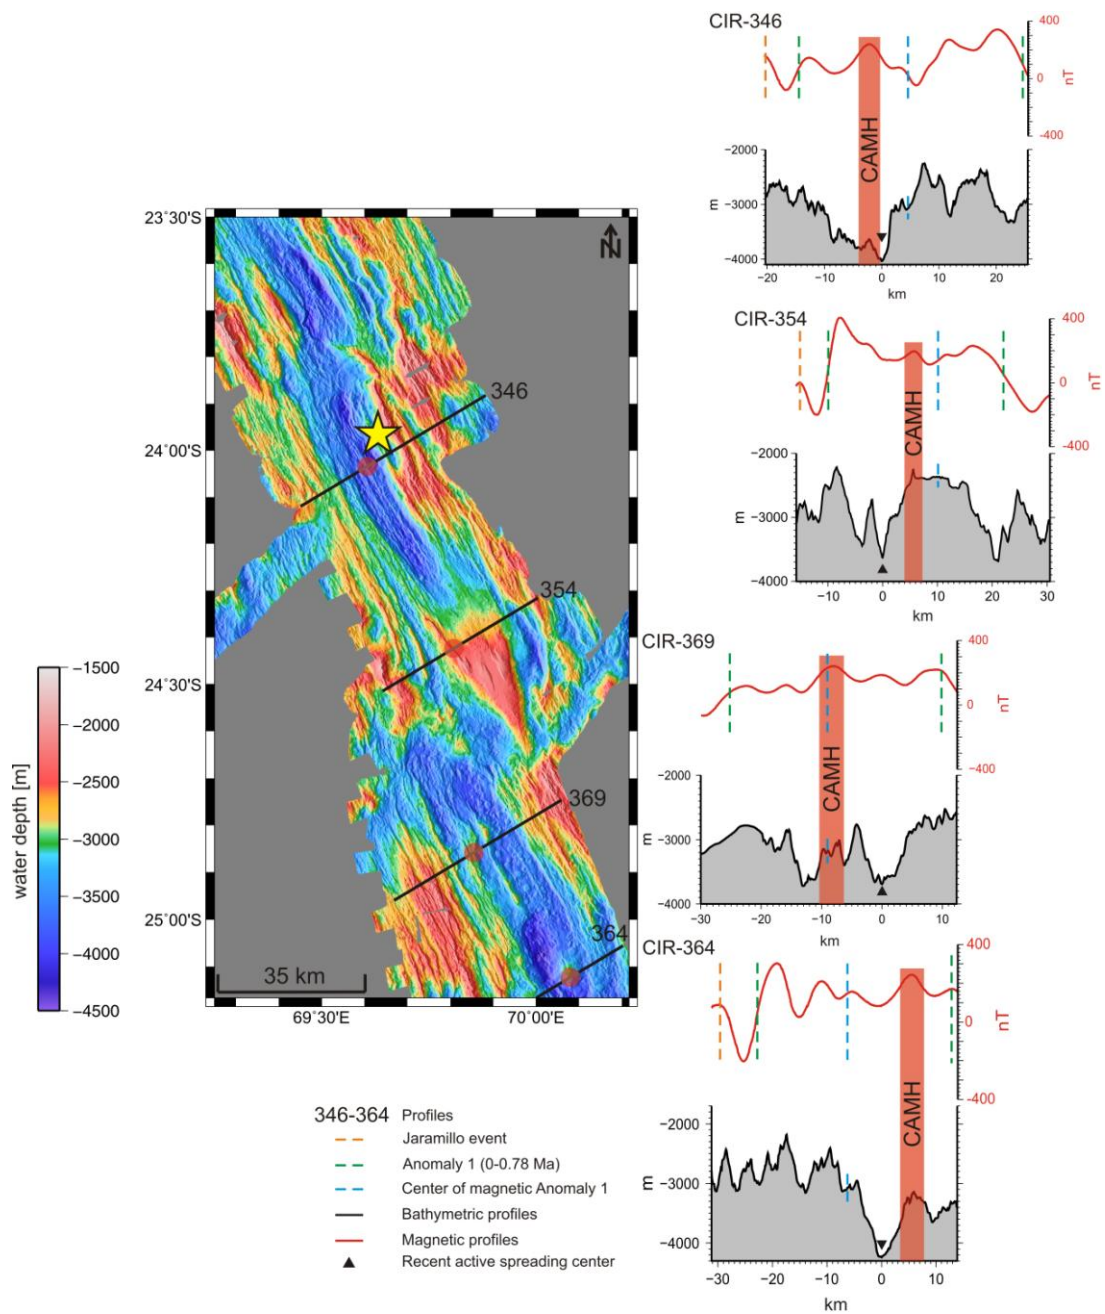 CIR-346
400
0
-400
nT
CAMH
−2000
−3000
−4000
m
−20
−10
0
10
20
km
CIR-354
400
0
-400
nT
CAMH
−2000
−3000
−4000
m
−10
0
10
20
30
km
CIR-369
400
0
-400
nT
CAMH
−2000
−3000
−4000
m
−30
−20
−10
0
10
km
CIR-364
400
0
-400
nT
CAMH
−2000
−3000
−4000
m
−30
−20
−10
0
10
km
23°30'S
24°00'S
24°30'S
25°00'S
69°30'E
70°00'E
N
346
354
369
364
35 km
water depth [m]
−1500
−2000
−2500
−3000
−3500
−4000
−4500
346-364 Profiles
Jaramillo event
Anomaly 1 (0-0.78 Ma)
Center of magnetic Anomaly 1
Bathymetric profiles
Magnetic profiles
Recent active spreading center